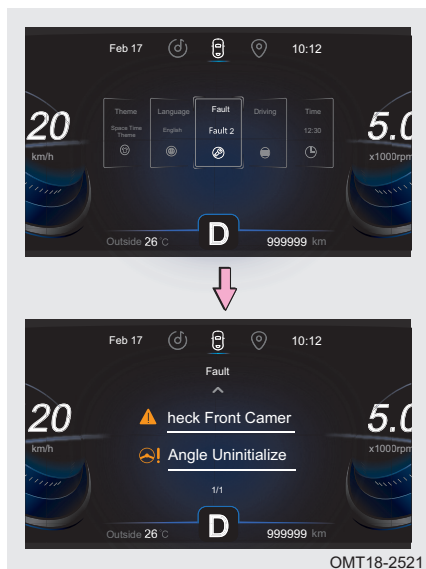 Feb 17 10:12
Theme Language Fault Driving Time
Space Time Theme English Fault 2 12:30
20 km/h
5.0 x1000rpm
Outside 26 °C D 999999 km
Feb 17 10:12
Fault
20 km/h
heck Front Camer
5.0 x1000rpm
Angle Uninitialize
1/1
Outside 26 °C D 999999 km
OMT18-2521